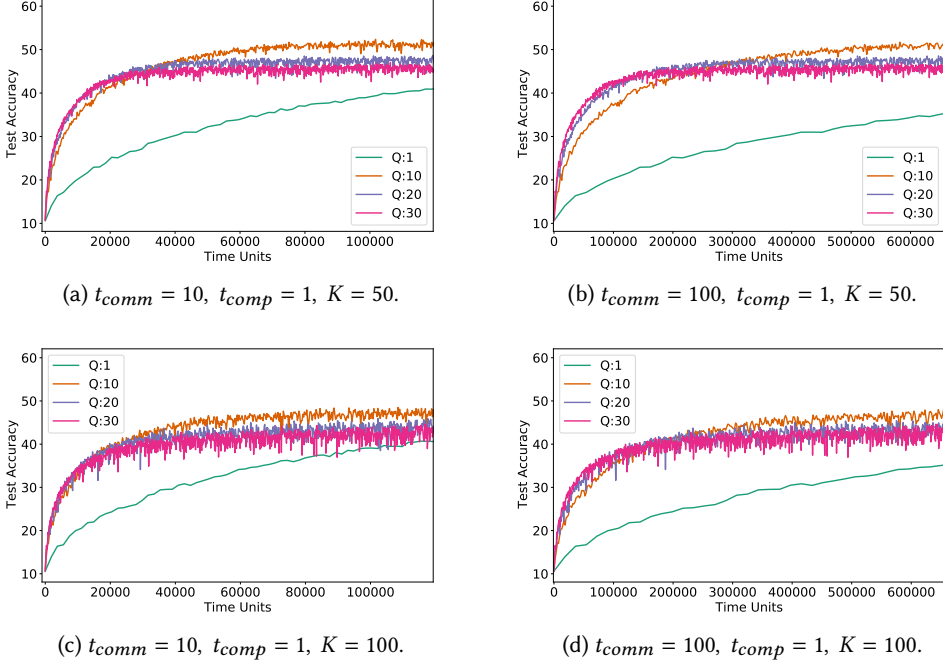 60
50
40
30
20
10
Test Accuracy
Q:1
Q:10
Q:20
Q:30
0 20000 40000 60000 80000 100000
Time Units
(a) t_comm = 10, t_comp = 1, K = 50.
60
50
40
30
20
10
Test Accuracy
Q:1
Q:10
Q:20
Q:30
0 100000 200000 300000 400000 500000 600000
Time Units
(b) t_comm = 100, t_comp = 1, K = 50.
60
50
40
30
20
10
Test Accuracy
Q:1
Q:10
Q:20
Q:30
0 20000 40000 60000 80000 100000
Time Units
(c) t_comm = 10, t_comp = 1, K = 100.
60
50
40
30
20
10
Test Accuracy
Q:1
Q:10
Q:20
Q:30
0 100000 200000 300000 400000 500000 600000
Time Units
(d) t_comm = 100, t_comp = 1, K = 100.